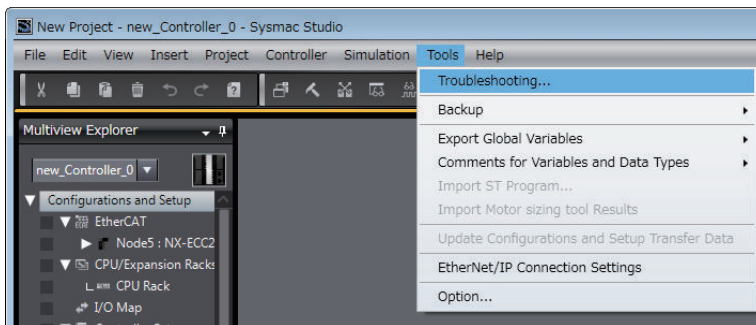 New Project - new_Controller_0 - Sysmac Studio
File Edit View Insert Project Controller Simulation Tools Help
Troubleshooting...
Backup
Export Global Variables
Comments for Variables and Data Types
Import ST Program...
Import Motor sizing tool Results
Update Configurations and Setup Transfer Data
EtherNet/IP Connection Settings
Option...
Multiview Explorer
new_Controller_0
Configurations and Setup
EtherCAT
Node5 : NX-ECC2
CPU/Expansion Racks
CPU Rack
I/O Map